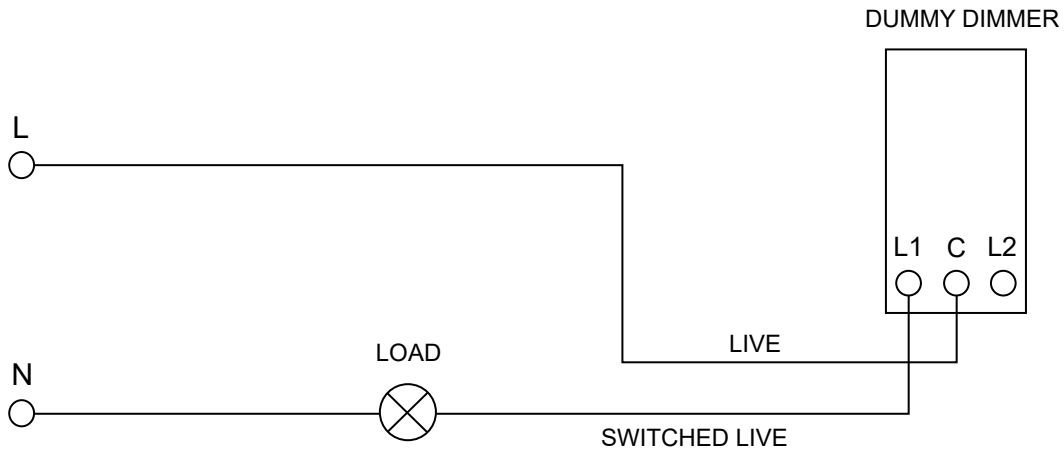 DUMMY DIMMER
L
L1 C L2
LIVE
LOAD
N
SWITCHED LIVE